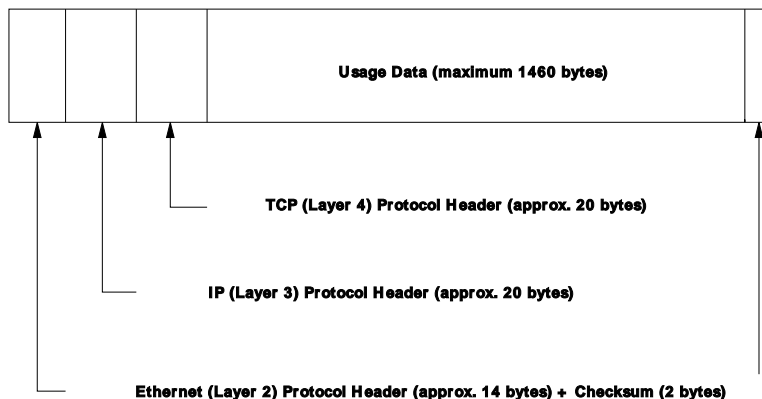 Usage Data (maximum 1460 bytes)
TCP (Layer 4) Protocol Header (approx. 20 bytes)
IP (Layer 3) Protocol Header (approx. 20 bytes)
Ethernet (Layer 2) Protocol Header (approx. 14 bytes) + Checksum (2 bytes)